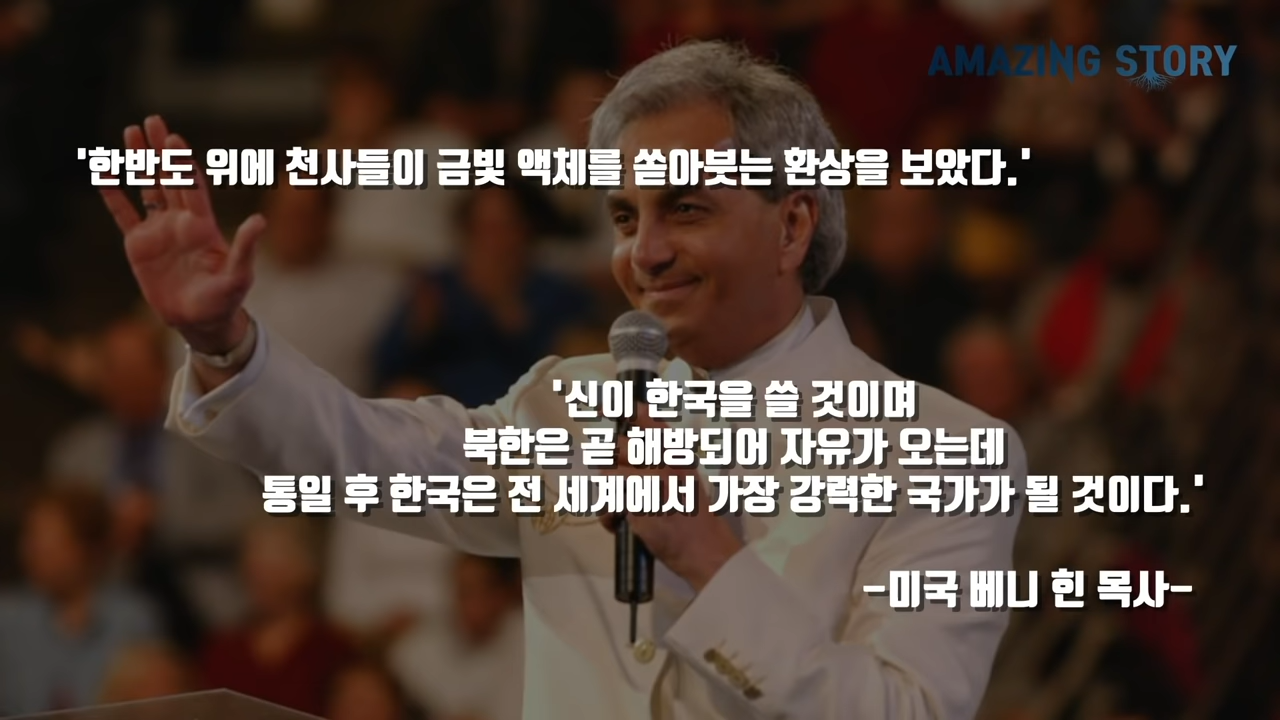 AMAZING STORY
'한반도 위에 천사들이 금빛 액체를 쏟아붓는 환상을 보았다.'
'신이 한국을 쓸 것이며
북한은 곧 해방되어 자유가 오는데
통일 후 한국은 전 세계에서 가장 강력한 국가가 될 것이다.'
-미국 베니 힌 목사-